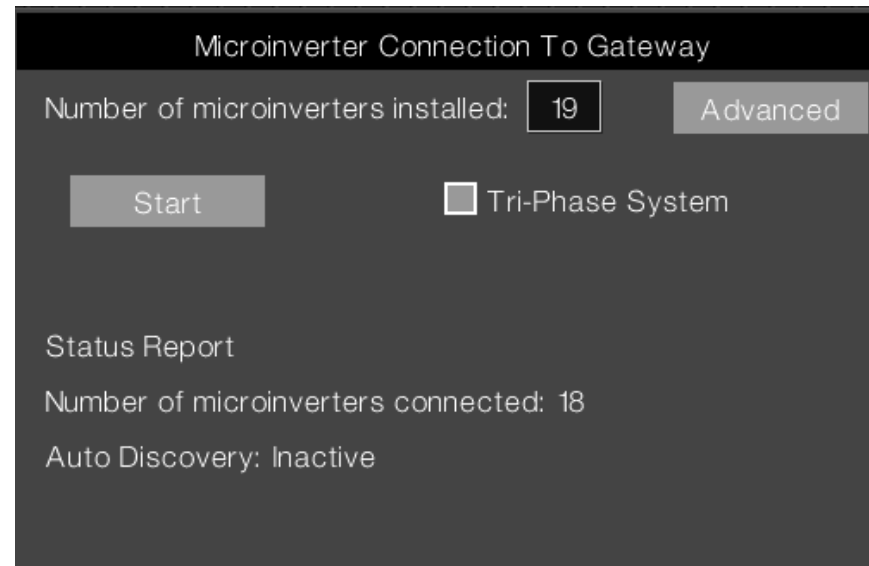 Microinverter Connection To Gateway
Number of microinverters installed: 19 Advanced
Start Tri-Phase System
Status Report
Number of microinverters connected: 18
Auto Discovery: Inactive